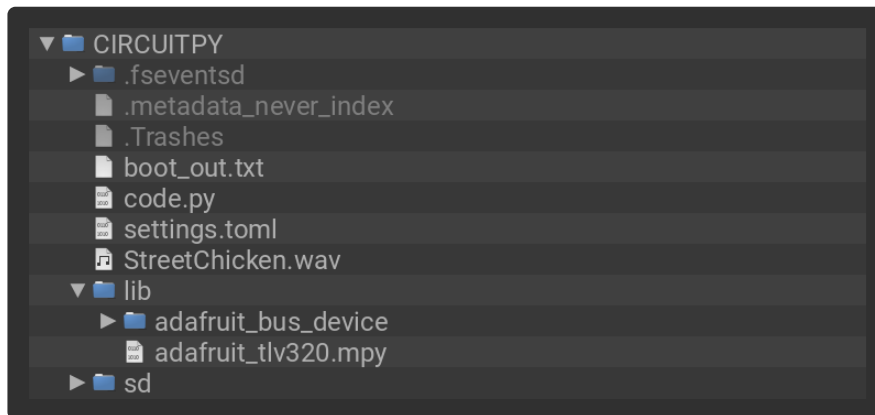 CIRCUITPY
.fseventsd
.metadata_never_index
.Trashes
boot_out.txt
code.py
settings.toml
StreetChicken.wav
lib
adafruit_bus_device
adafruit_tlv320.mpy
sd